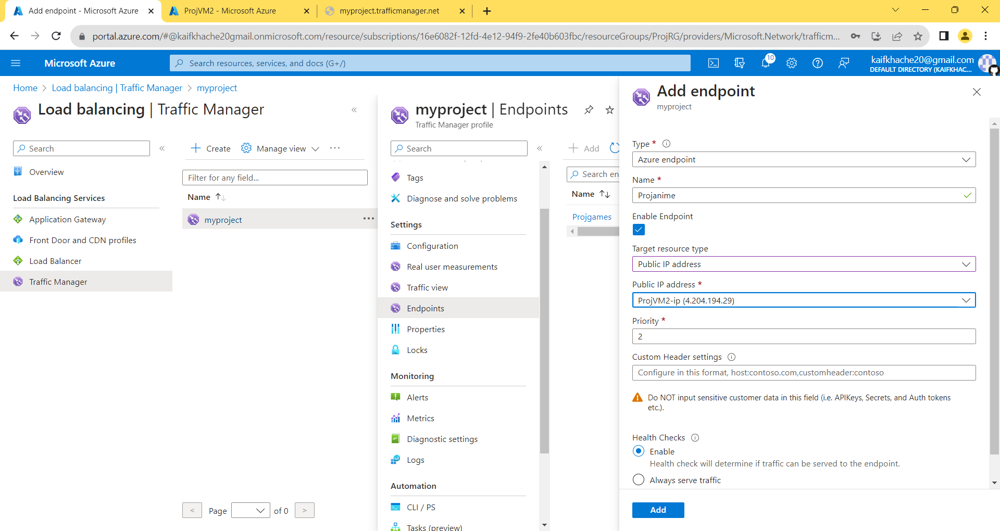 Add endpoint - Microsoft Azure
ProjVM2 - Microsoft Azure
myproject.trafficmanager.net
portal.azure.com/#@kaifkhache20gmail.onmicrosoft.com/resource/subscriptions/16e6082f-12fd-4e12-94f9-2fe40b603fbc/resourceGroups/ProjRG/providers/Microsoft.Network/trafficm...
Microsoft Azure
Search resources, services, and docs (G+/)
10
kaifkhache20@gmail.com
DEFAULT DIRECTORY (KAIFKHAC...
Home > Load balancing | Traffic Manager > myproject
Load balancing | Traffic Manager
Search
Overview
Load Balancing Services
Application Gateway
Front Door and CDN profiles
Load Balancer
Traffic Manager
Create
Manage view
Filter for any field...
Name
myproject
< Page of 0 >
myproject | Endpoints
Traffic Manager profile
Search
Tags
Diagnose and solve problems
Settings
Configuration
Real user measurements
Traffic view
Endpoints
Properties
Locks
Monitoring
Alerts
Metrics
Diagnostic settings
Logs
Automation
CLI / PS
Tasks (preview)
Add
Search en
Name
Projgames
Add endpoint
myproject
Type *
Azure endpoint
Name *
Projanime
Enable Endpoint
Target resource type
Public IP address
Public IP address *
ProjVM2-ip (4.204.194.29)
Priority *
2
Custom Header settings
Configure in this format, host:contoso.com,customheader:contoso
Do NOT input sensitive customer data in this field (i.e. APIKeys, Secrets, and Auth tokens
etc.).
Health Checks
Enable
Health check will determine if traffic can be served to the endpoint.
Always serve traffic
Add